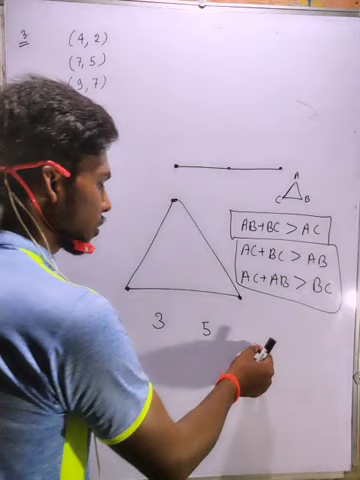 3
(4, 2)
(7, 5)
(9, 7)
A
C B
AB+BC > AC
AC+BC > AB
AC+AB > BC
3 5